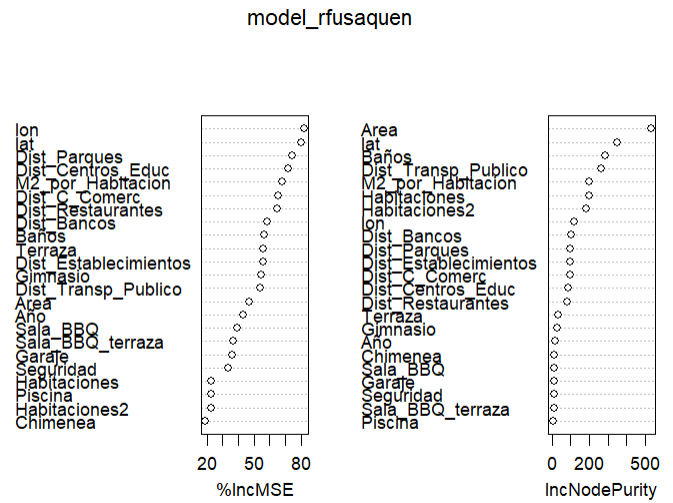 model_rfusaquen
lon
lat
Dist_Parques
Dist_Centros_Educ
M2_por_Habitacion
Dist_C_Comerc
Dist_Restaurantes
Dist_Bancos
Baños
Terraza
Dist_Establecimientos
Gimnasio
Dist_Transp_Publico
Area
Año
Sala_BBQ
Sala_BBQ_terraza
Garaje
Seguridad
Habitaciones
Piscina
Habitaciones2
Chimenea
20 50 80
%IncMSE
Area
lat
Baños
Dist_Transp_Publico
M2_por_Habitacion
Habitaciones
Habitaciones2
lon
Dist_Bancos
Dist_Parques
Dist_Establecimientos
Dist_C_Comerc
Dist_Centros_Educ
Dist_Restaurantes
Terraza
Gimnasio
Año
Chimenea
Sala_BBQ
Garaje
Seguridad
Sala_BBQ_terraza
Piscina
0 200 500
IncNodePurity